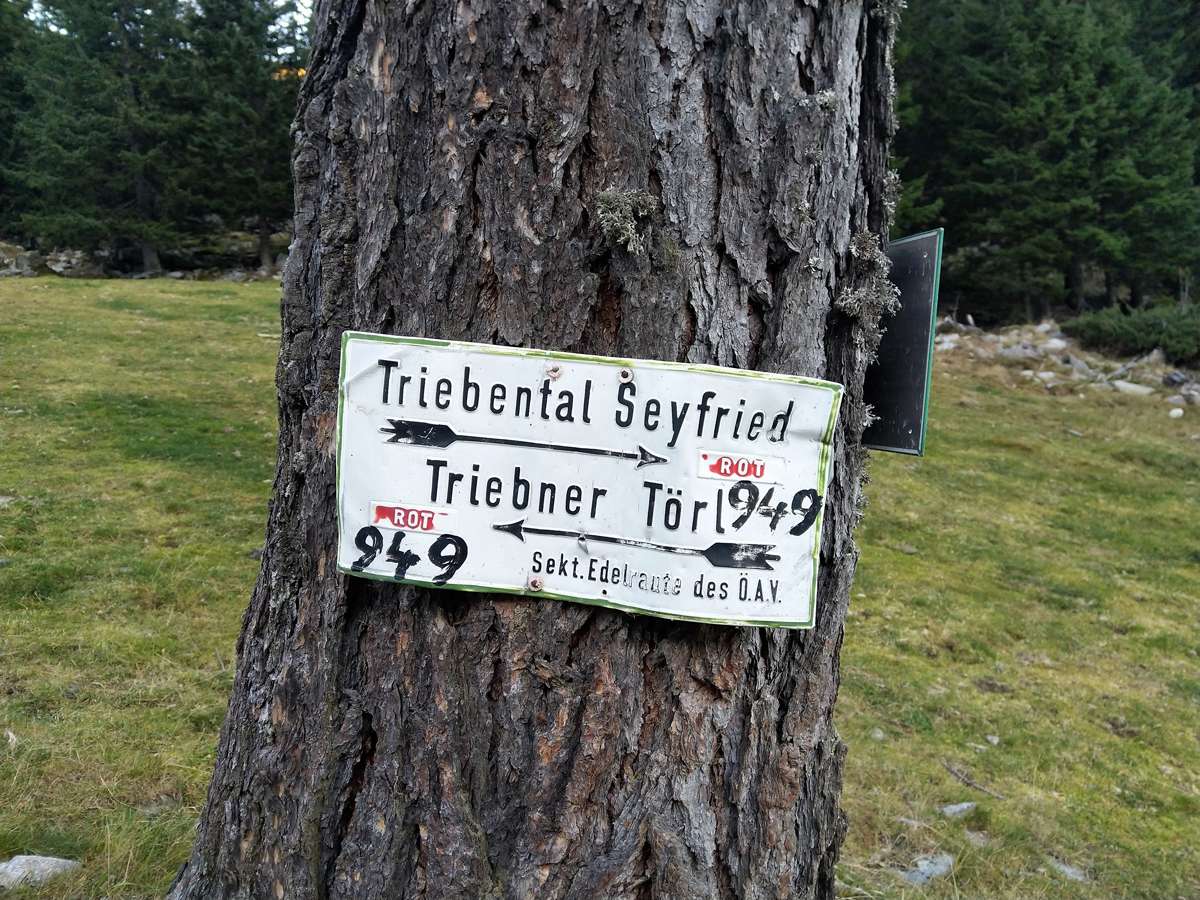 Triebental Seyfried
ROT
Triebner Törl 949
ROT
949
Sekt. Edelraute des Ö.A.V.